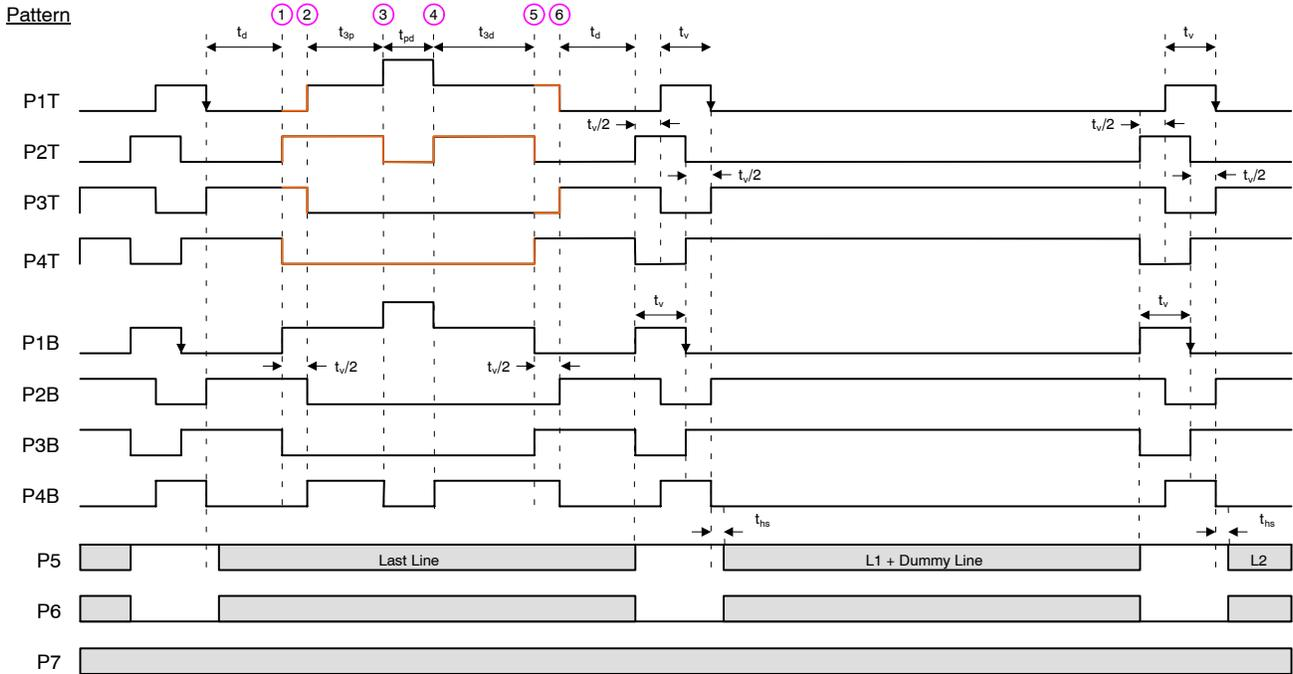 Pattern
1 2 3 4 5 6
td t3p tpd t3d td tv tv
P1T
tv/2 tv/2
P2T
tv/2 tv/2
P3T
P4T
tv tv
P1B
tv/2 tv/2
P2B
P3B
P4B
ths ths
P5 Last Line L1 + Dummy Line L2
P6
P7